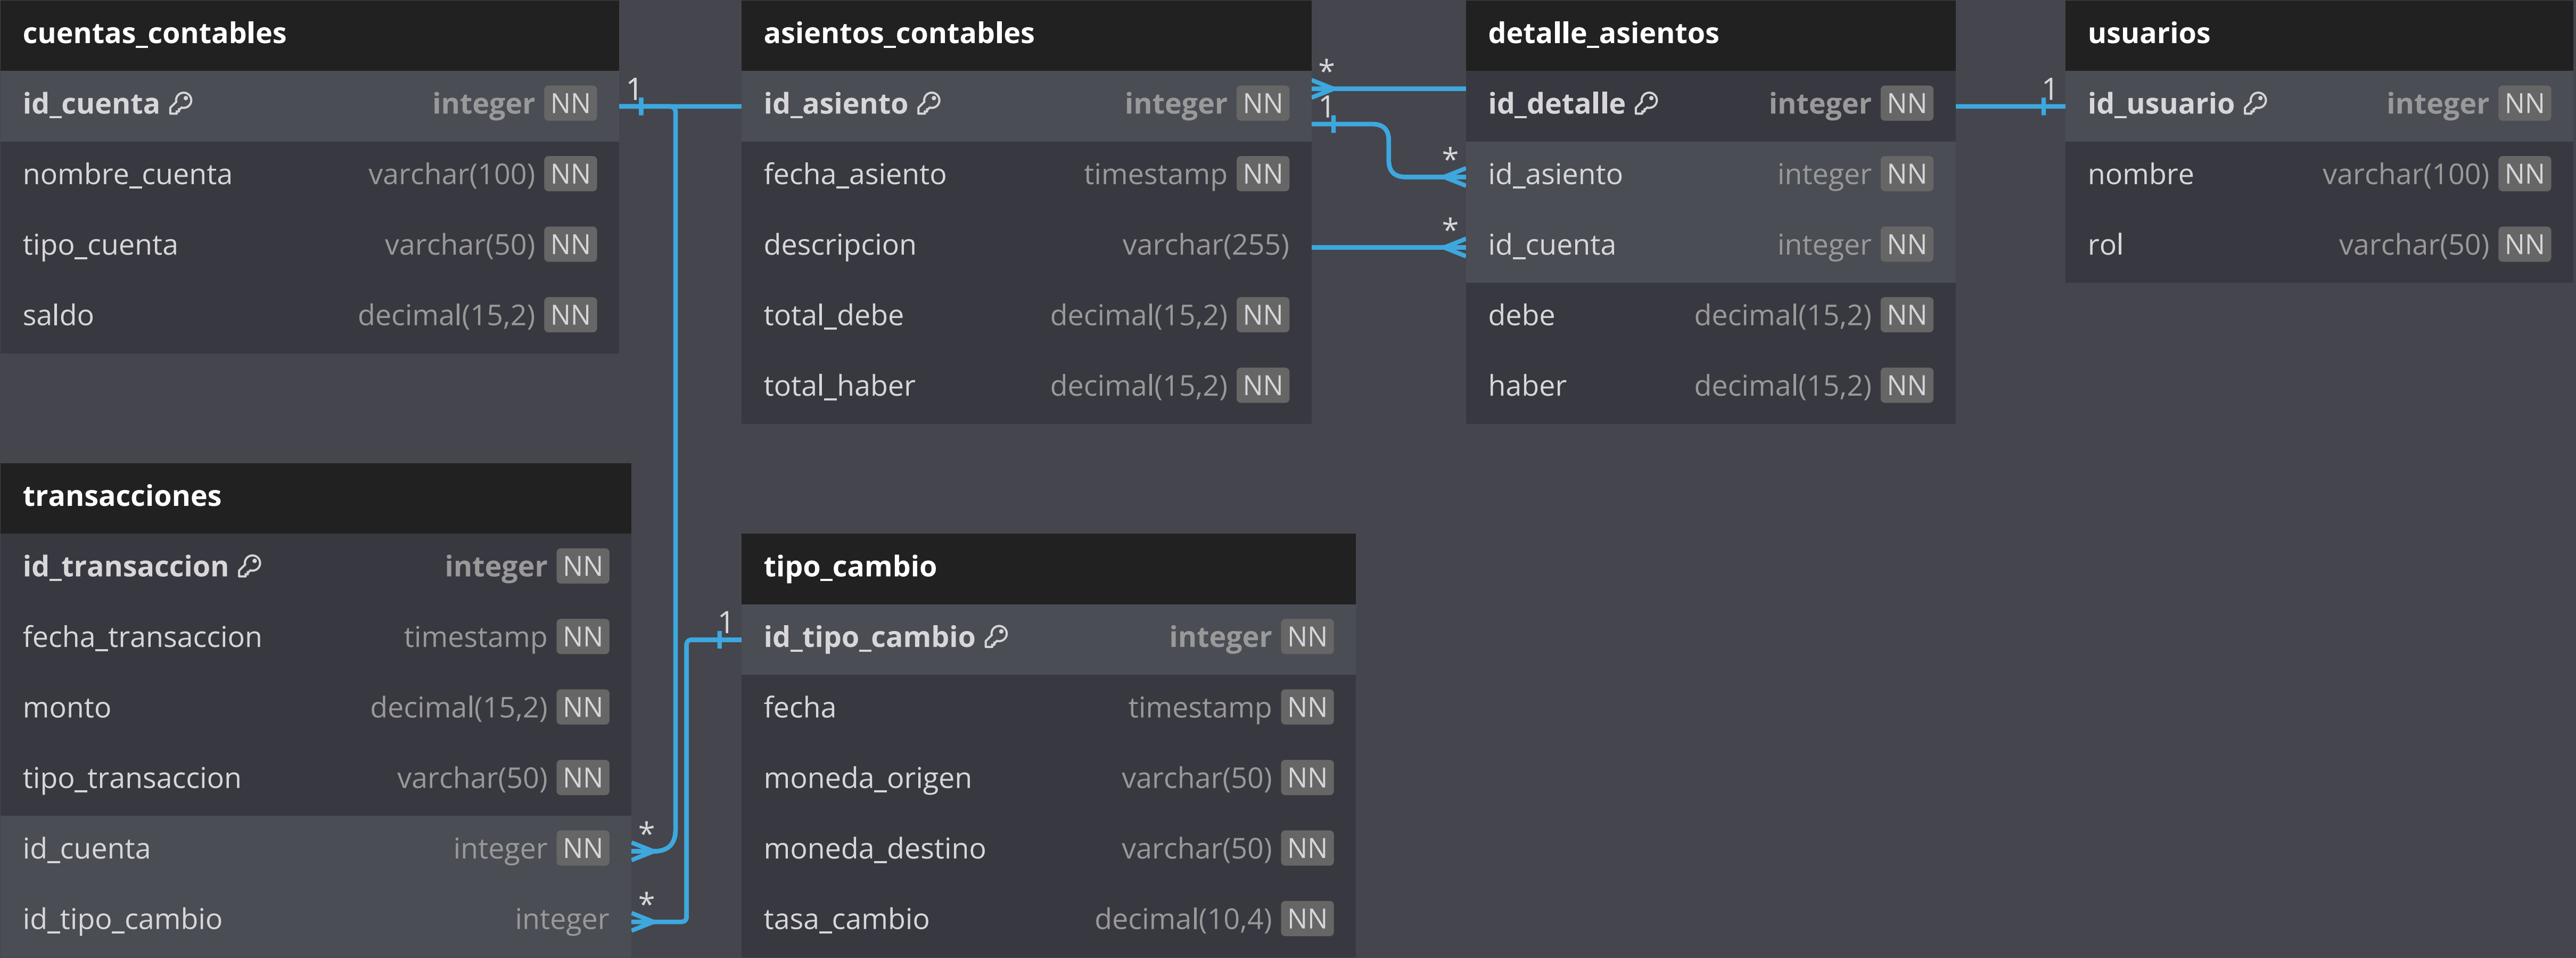 cuentas_contables
id_cuenta integer NN
nombre_cuenta varchar(100) NN
tipo_cuenta varchar(50) NN
saldo decimal(15,2) NN
1
asientos_contables
id_asiento integer NN
fecha_asiento timestamp NN
descripcion varchar(255)
total_debe decimal(15,2) NN
total_haber decimal(15,2) NN
*
1
*
*
detalle_asientos
id_detalle integer NN
id_asiento integer NN
id_cuenta integer NN
debe decimal(15,2) NN
haber decimal(15,2) NN
1
usuarios
id_usuario integer NN
nombre varchar(100) NN
rol varchar(50) NN
transacciones
id_transaccion integer NN
fecha_transaccion timestamp NN
monto decimal(15,2) NN
tipo_transaccion varchar(50) NN
id_cuenta integer NN
id_tipo_cambio integer
*
*
1
tipo_cambio
id_tipo_cambio integer NN
fecha timestamp NN
moneda_origen varchar(50) NN
moneda_destino varchar(50) NN
tasa_cambio decimal(10,4) NN